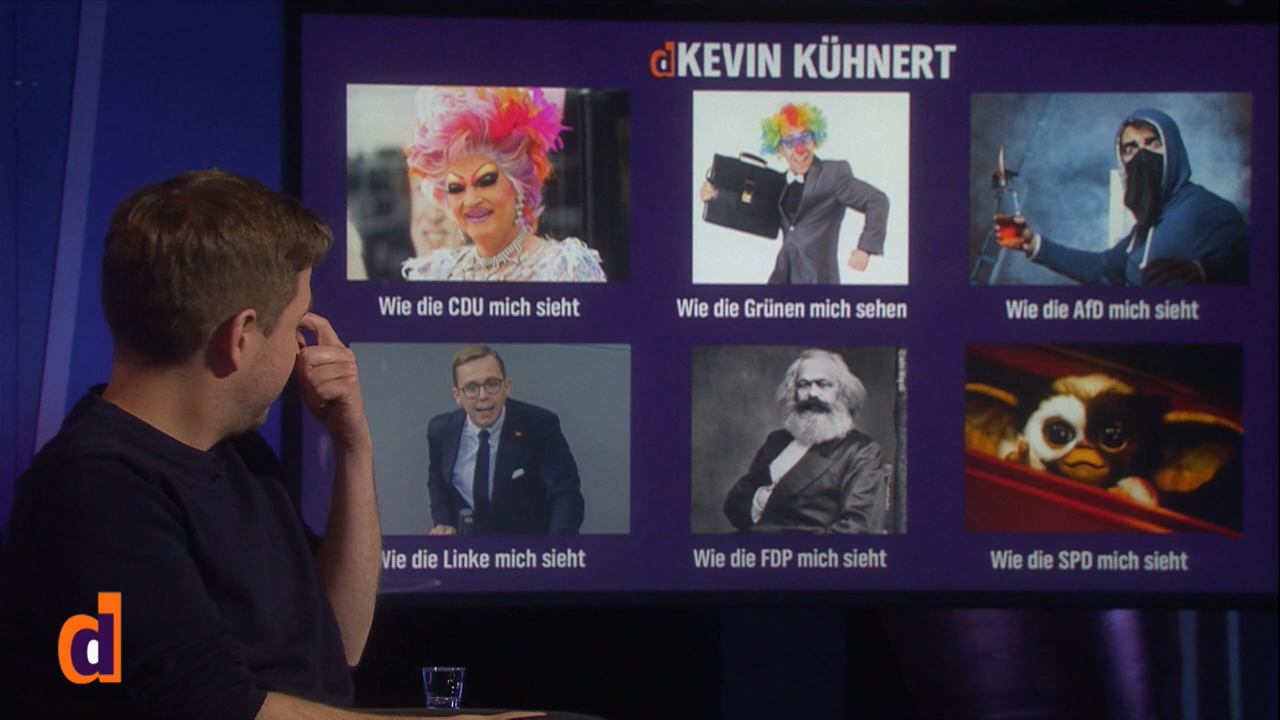 d KEVIN KÜHNERT
Wie die CDU mich sieht
Wie die Grünen mich sehen
Wie die AfD mich sieht
Wie die Linke mich sieht
Wie die FDP mich sieht
Wie die SPD mich sieht
d